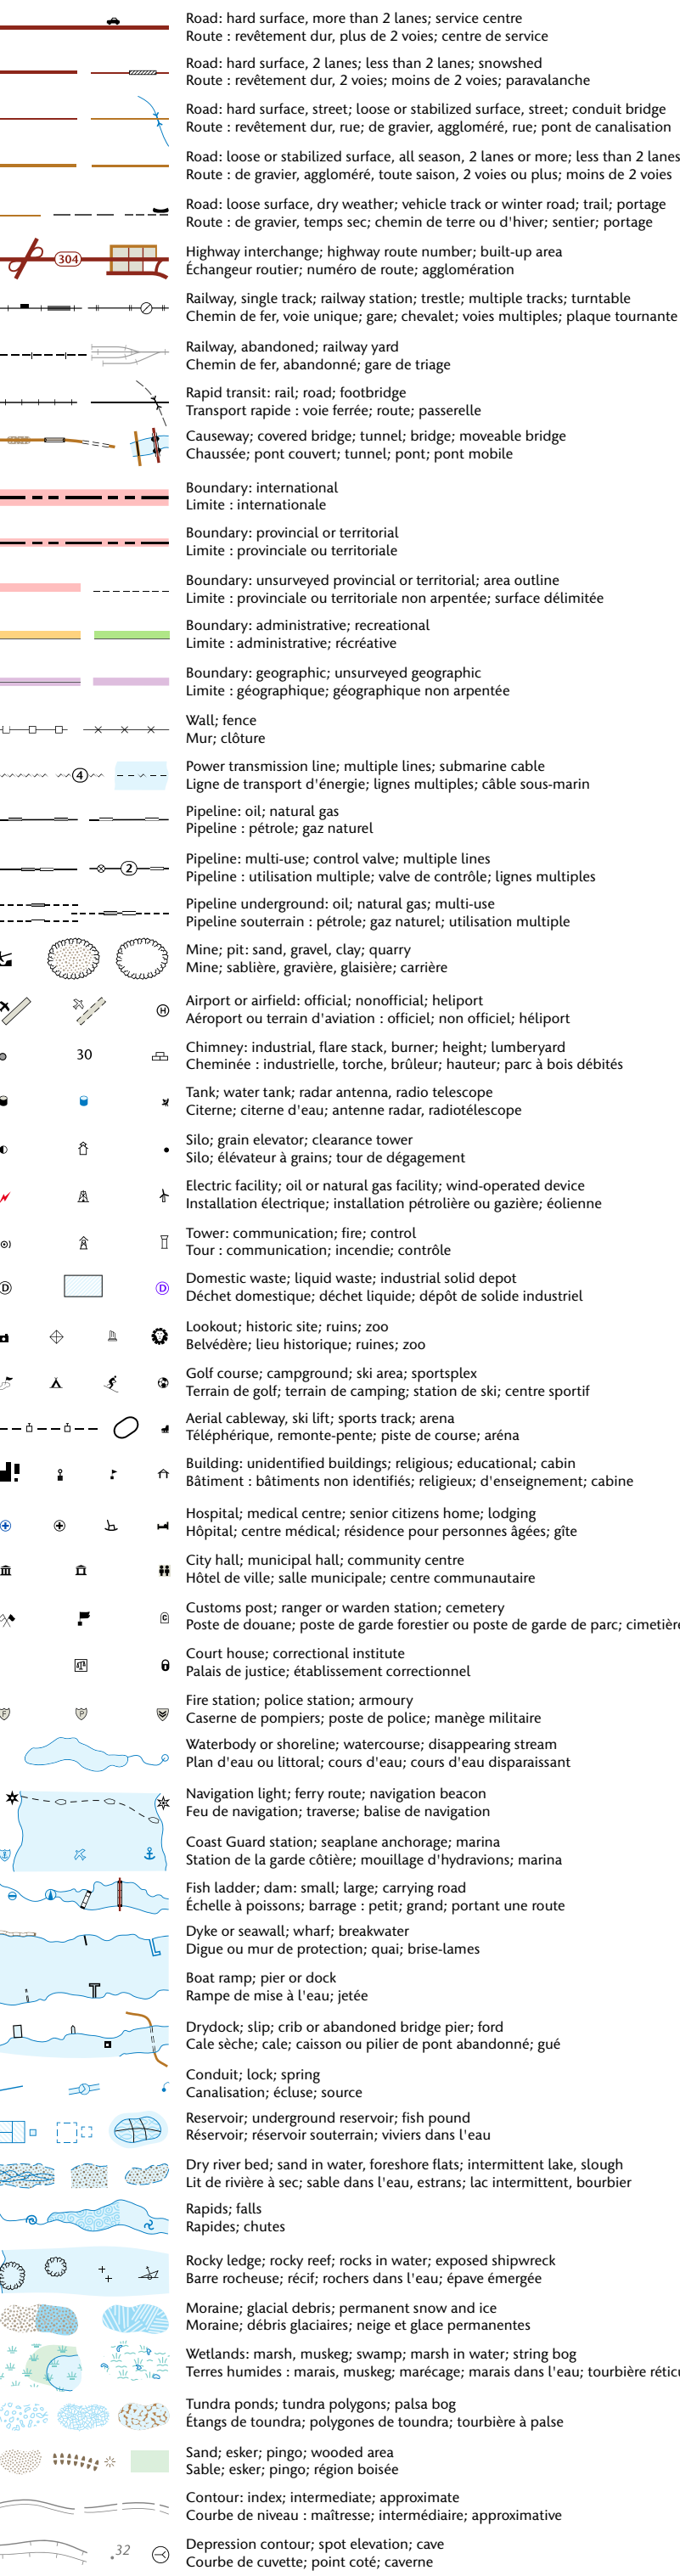 Road: hard surface, more than 2 lanes; service centre
Route : revêtement dur, plus de 2 voies; centre de service
Road: hard surface, 2 lanes; less than 2 lanes; snowshed
Route : revêtement dur, 2 voies; moins de 2 voies; paravalanche
Road: hard surface, street; loose or stabilized surface, street; conduit bridge
Route : revêtement dur, rue; de gravier, aggloméré, rue; pont de canalisation
Road: loose or stabilized surface, all season, 2 lanes or more; less than 2 lanes
Route : de gravier, aggloméré, toute saison, 2 voies ou plus; moins de 2 voies
Road: loose surface, dry weather; vehicle track or winter road; trail; portage
Route : de gravier, temps sec; chemin de terre ou d'hiver; sentier; portage
304
Highway interchange; highway route number; built-up area
Échangeur routier; numéro de route; agglomération
Railway, single track; railway station; trestle; multiple tracks; turntable
Chemin de fer, voie unique; gare; chevalet; voies multiples; plaque tournante
Railway, abandoned; railway yard
Chemin de fer, abandonné; gare de triage
Rapid transit: rail; road; footbridge
Transport rapide : voie ferrée; route; passerelle
Causeway; covered bridge; tunnel; bridge; moveable bridge
Chaussée; pont couvert; tunnel; pont; pont mobile
Boundary: international
Limite : internationale
Boundary: provincial or territorial
Limite : provinciale ou territoriale
Boundary: unsurveyed provincial or territorial; area outline
Limite : provinciale ou territoriale non arpentée; surface délimitée
Boundary: administrative; recreational
Limite : administrative; récréative
Boundary: geographic; unsurveyed geographic
Limite : géographique; géographique non arpentée
Wall; fence
Mur; clôture
4
Power transmission line; multiple lines; submarine cable
Ligne de transport d'énergie; lignes multiples; câble sous-marin
Pipeline: oil; natural gas
Pipeline : pétrole; gaz naturel
2
Pipeline: multi-use; control valve; multiple lines
Pipeline : utilisation multiple; valve de contrôle; lignes multiples
Pipeline underground: oil; natural gas; multi-use
Pipeline souterrain : pétrole; gaz naturel; utilisation multiple
Mine; pit: sand, gravel, clay; quarry
Mine; sablière, gravière, glaisière; carrière
H
Airport or airfield: official; nonofficial; heliport
Aéroport ou terrain d'aviation : officiel; non officiel; héliport
30
Chimney: industrial, flare stack, burner; height; lumberyard
Cheminée : industrielle, torche, brûleur; hauteur; parc à bois débités
Tank; water tank; radar antenna, radio telescope
Citerne; citerne d'eau; antenne radar, radiotélescope
Silo; grain elevator; clearance tower
Silo; élévateur à grains; tour de dégagement
Electric facility; oil or natural gas facility; wind-operated device
Installation électrique; installation pétrolière ou gazière; éolienne
Tower: communication; fire; control
Tour : communication; incendie; contrôle
D D
Domestic waste; liquid waste; industrial solid depot
Déchet domestique; déchet liquide; dépôt de solide industriel
Lookout; historic site; ruins; zoo
Belvédère; lieu historique; ruines; zoo
Golf course; campground; ski area; sportsplex
Terrain de golf; terrain de camping; station de ski; centre sportif
Aerial cableway, ski lift; sports track; arena
Téléphérique, remonte-pente; piste de course; aréna
Building: unidentified buildings; religious; educational; cabin
Bâtiment : bâtiments non identifiés; religieux; d'enseignement; cabine
Hospital; medical centre; senior citizens home; lodging
Hôpital; centre médical; résidence pour personnes âgées; gîte
City hall; municipal hall; community centre
Hôtel de ville; salle municipale; centre communautaire
C
Customs post; ranger or warden station; cemetery
Poste de douane; poste de garde forestier ou poste de garde de parc; cimetière
Court house; correctional institute
Palais de justice; établissement correctionnel
F P
Fire station; police station; armoury
Caserne de pompiers; poste de police; manège militaire
Waterbody or shoreline; watercourse; disappearing stream
Plan d'eau ou littoral; cours d'eau; cours d'eau disparaissant
Navigation light; ferry route; navigation beacon
Feu de navigation; traverse; balise de navigation
Coast Guard station; seaplane anchorage; marina
Station de la garde côtière; mouillage d'hydravions; marina
Fish ladder; dam: small; large; carrying road
Échelle à poissons; barrage : petit; grand; portant une route
Dyke or seawall; wharf; breakwater
Digue ou mur de protection; quai; brise-lames
Boat ramp; pier or dock
Rampe de mise à l'eau; jetée
Drydock; slip; crib or abandoned bridge pier; ford
Cale sèche; cale; caisson ou pilier de pont abandonné; gué
Conduit; lock; spring
Canalisation; écluse; source
Reservoir; underground reservoir; fish pound
Réservoir; réservoir souterrain; viviers dans l'eau
Dry river bed; sand in water, foreshore flats; intermittent lake, slough
Lit de rivière à sec; sable dans l'eau, estrans; lac intermittent, bourbier
Rapids; falls
Rapides; chutes
Rocky ledge; rocky reef; rocks in water; exposed shipwreck
Barre rocheuse; récif; rochers dans l'eau; épave émergée
Moraine; glacial debris; permanent snow and ice
Moraine; débris glaciaires; neige et glace permanentes
Wetlands: marsh, muskeg; swamp; marsh in water; string bog
Terres humides : marais, muskeg; marécage; marais dans l'eau; tourbière
Tundra ponds; tundra polygons; palsa bog
Étangs de toundra; polygones de toundra; tourbière à palse
Sand; esker; pingo; wooded area
Sable; esker; pingo; région boisée
Contour: index; intermediate; approximate
Courbe de niveau : maîtresse; intermédiaire; approximative
32
Depression contour; spot elevation; cave
Courbe de cuvette; point coté; caverne